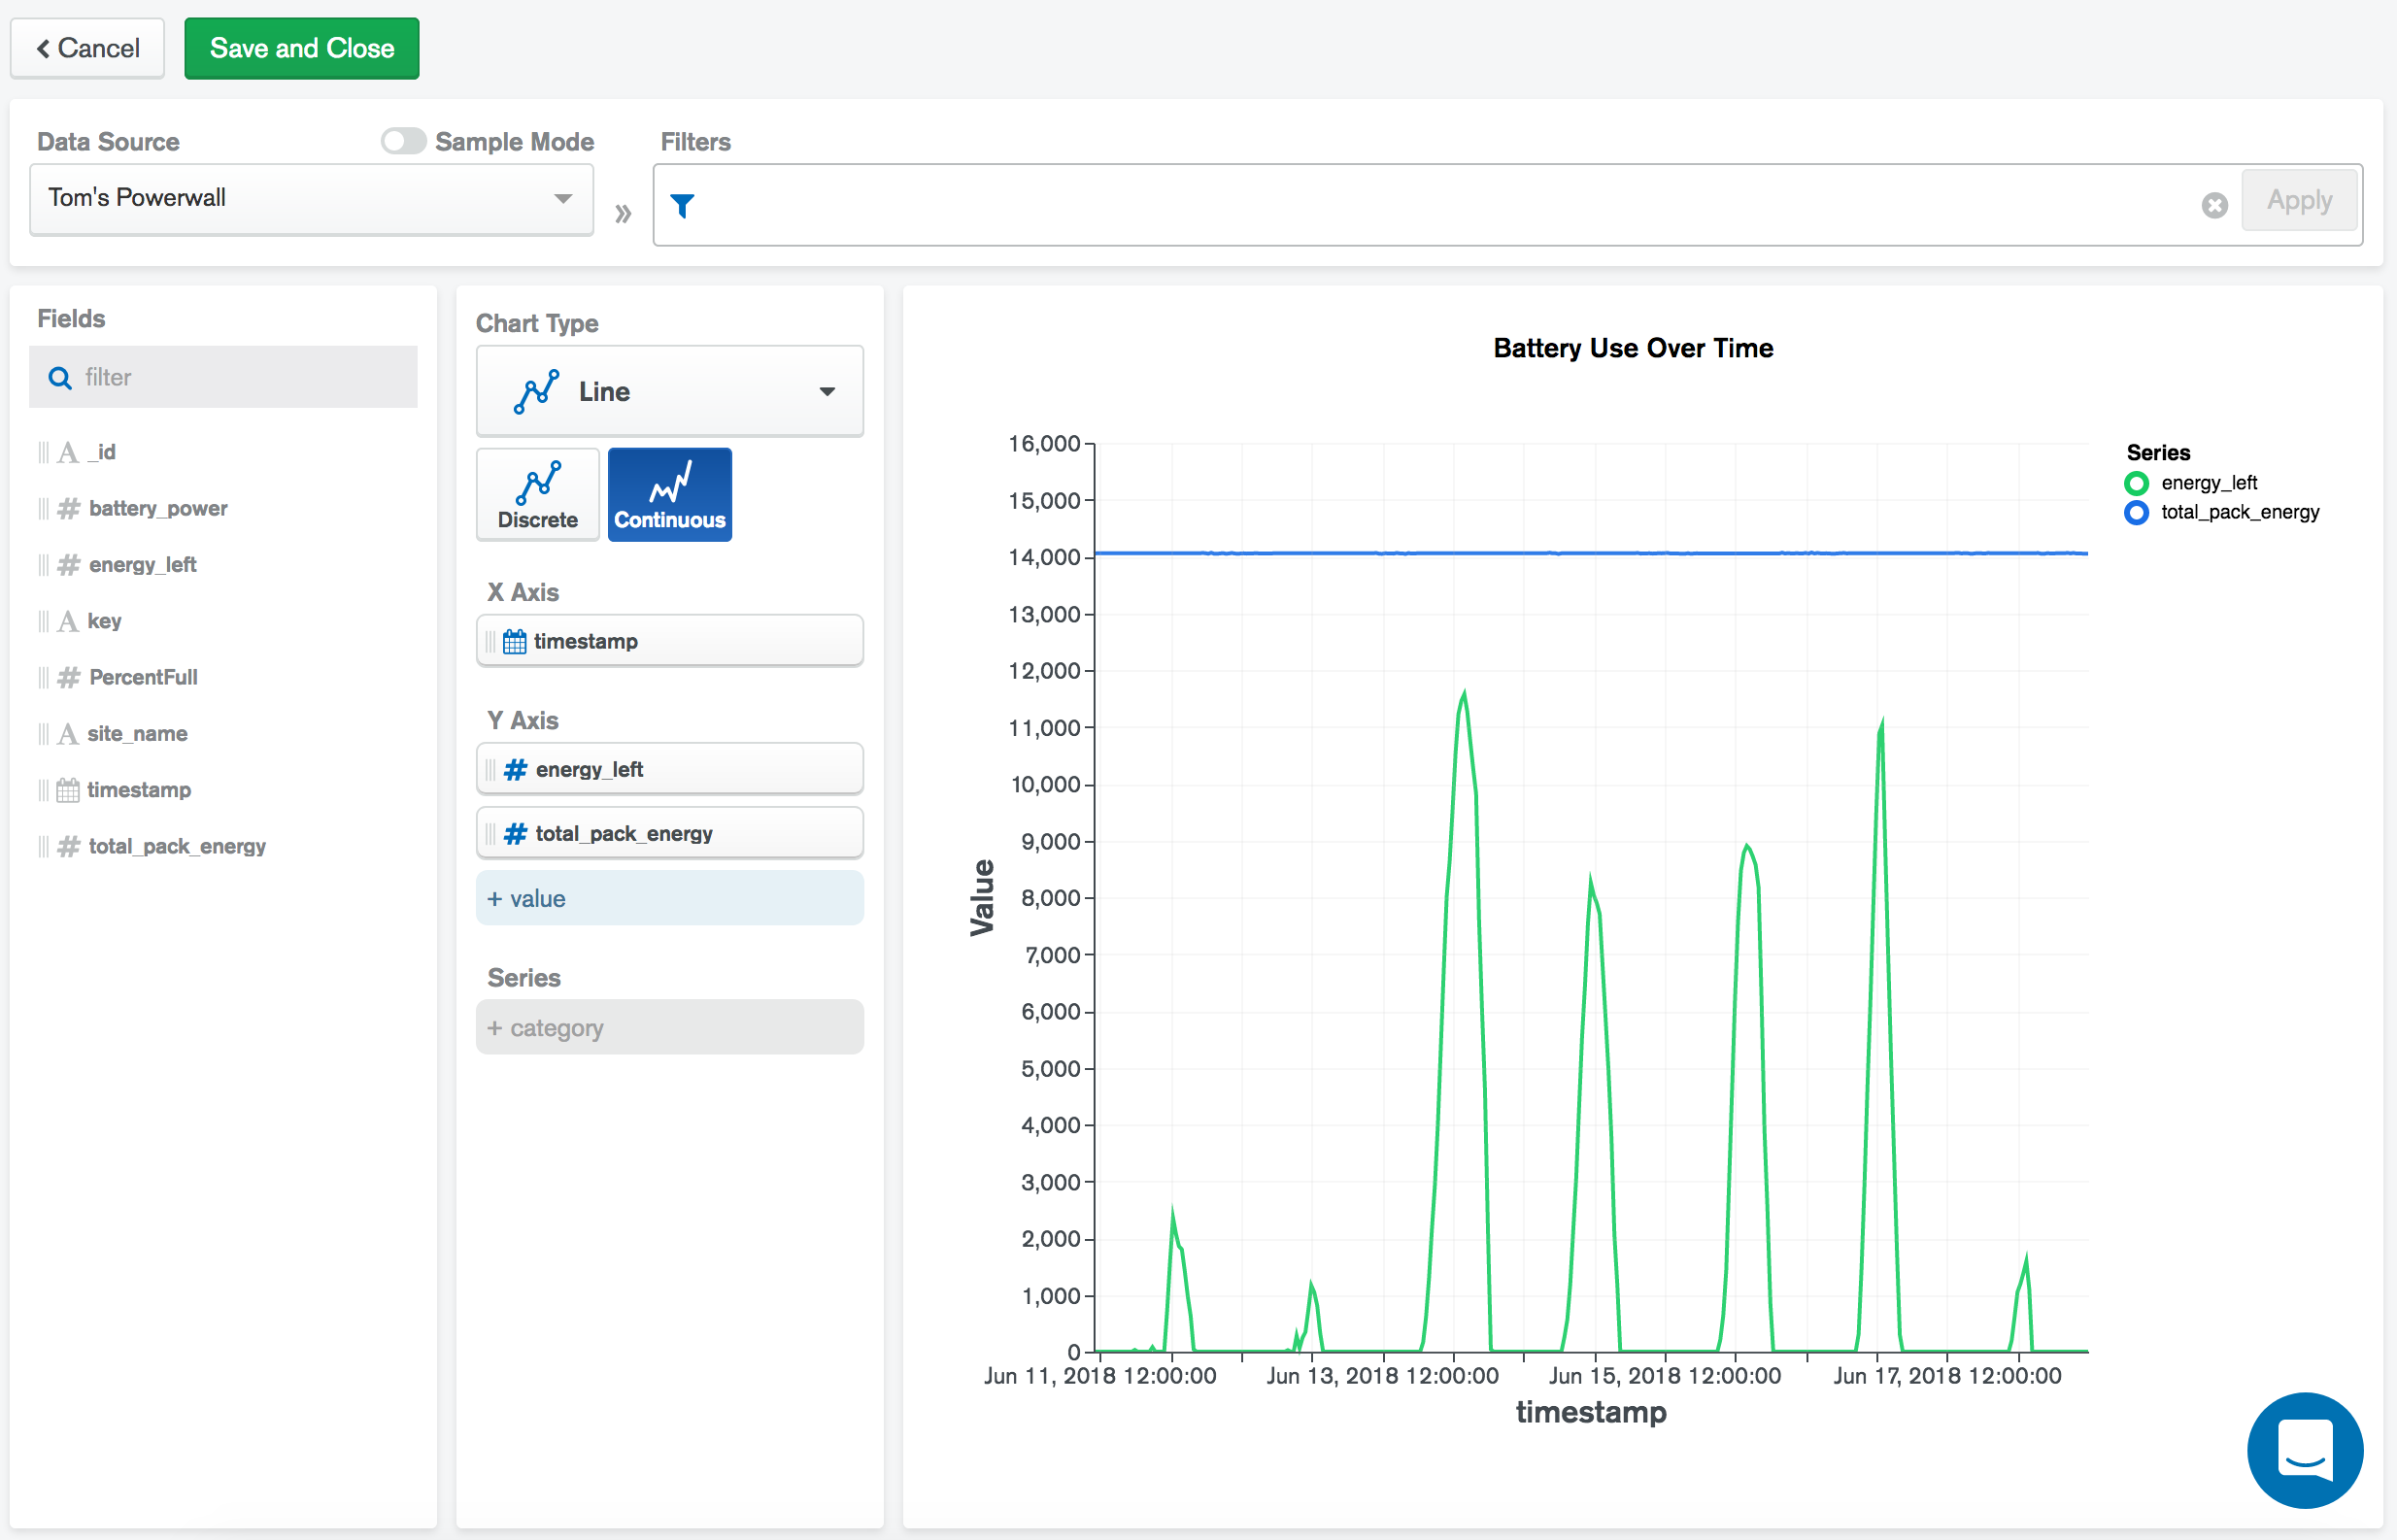 Cancel
Save and Close
Data Source
Sample Mode
Filters
Tom's Powerwall
»
Apply
Fields
filter
A _id
# battery_power
# energy_left
A key
# PercentFull
A site_name
timestamp
# total_pack_energy
Chart Type
Line
Discrete
Continuous
X Axis
timestamp
Y Axis
# energy_left
# total_pack_energy
+ value
Series
+ category
Battery Use Over Time
16,000
15,000
14,000
13,000
12,000
11,000
10,000
9,000
8,000
7,000
6,000
5,000
4,000
3,000
2,000
1,000
0
Value
Jun 11, 2018 12:00:00
Jun 13, 2018 12:00:00
Jun 15, 2018 12:00:00
Jun 17, 2018 12:00:00
timestamp
Series
energy_left
total_pack_energy